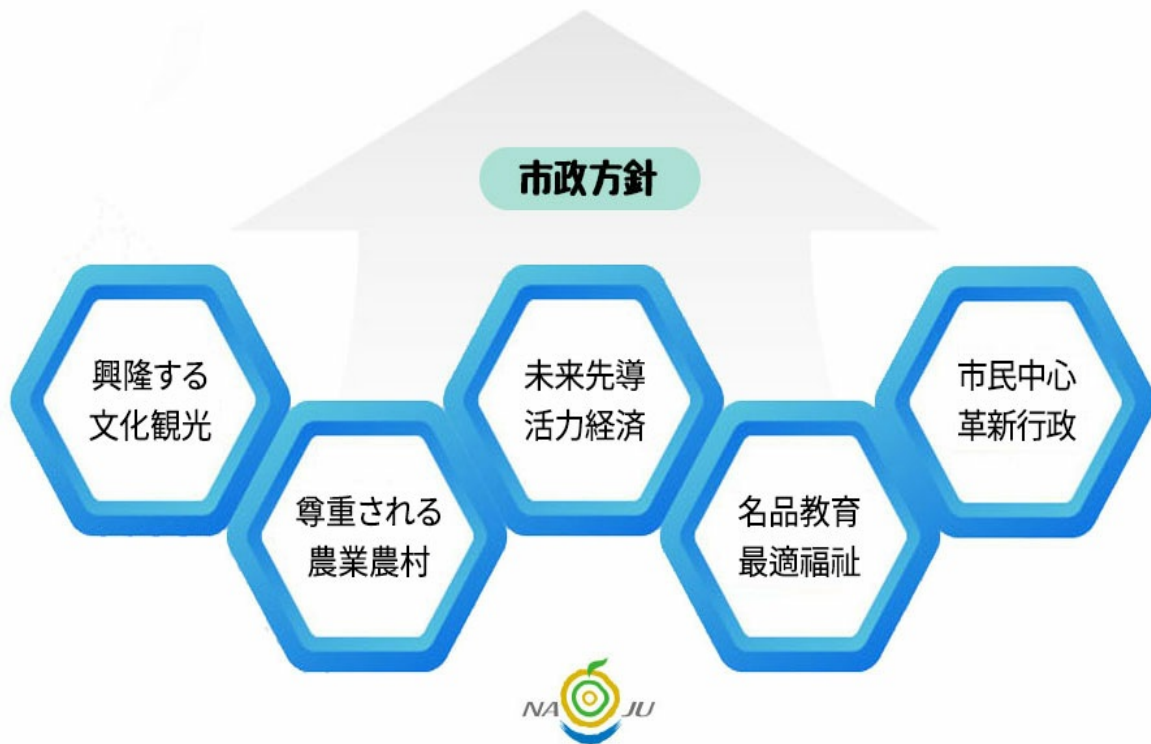 市政方針
興隆する
文化観光
尊重される
農業農村
未来先導
活力経済
名品教育
最適福祉
市民中心
革新行政
NAJU